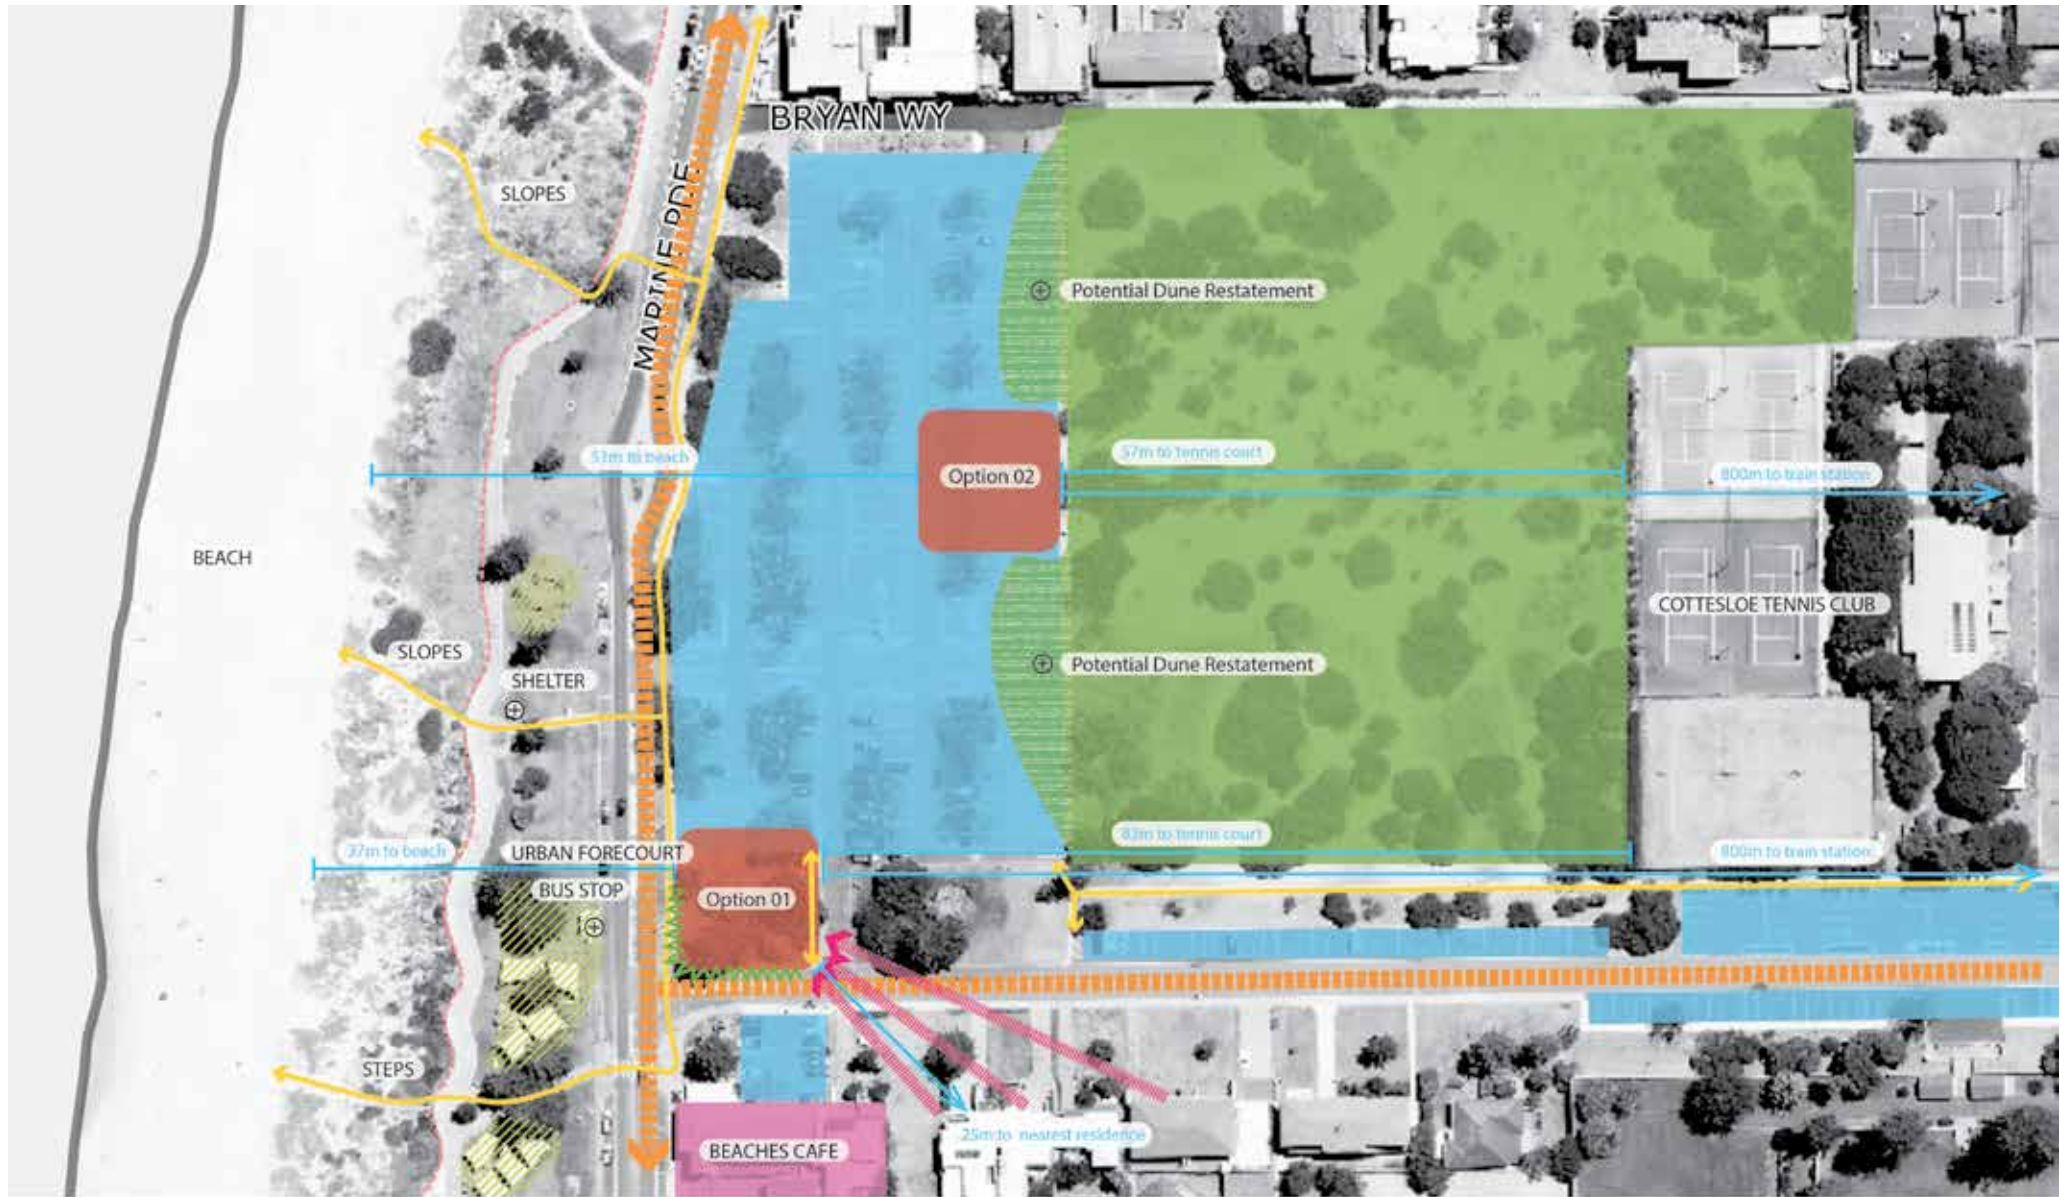 BRYAN WY
SLOPES
MARINE PDE
Potential Dune Restatement
51m to beach
57m to tennis court
Option 02
800m to train station
BEACH
COTTESLOE TENNIS CLUB
SLOPES
SHELTER
Potential Dune Restatement
37m to beach
URBAN FORECOURT
83m to tennis court
800m to train station
BUS STOP
Option 01
STEPS
25m to nearest residence
BEACHES CAFE